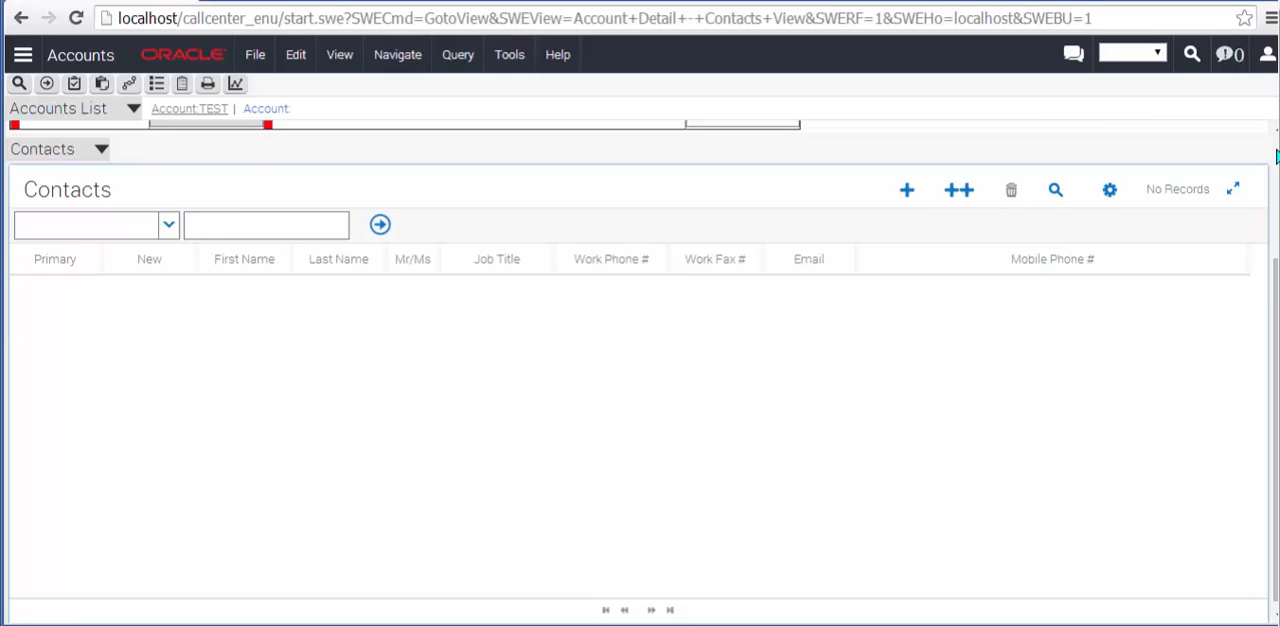 localhost/callcenter_enu/start.swe?SWECmd=GotoView&SWEView=Account+Detail+-+Contacts+View&SWERF=1&SWEHo=localhost&SWEBU=1
Accounts ORACLE File Edit View Navigate Query Tools Help 0
Accounts List Account:TEST | Account:
Contacts
Contacts No Records
Primary New First Name Last Name Mr/Ms Job Title Work Phone # Work Fax # Email Mobile Phone #